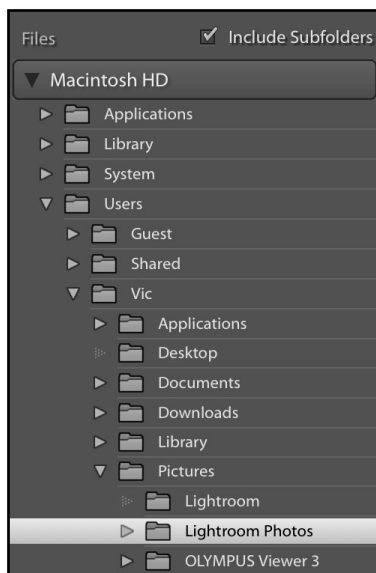 Files Include Subfolders
Macintosh HD
Applications
Library
System
Users
Guest
Shared
Vic
Applications
Desktop
Documents
Downloads
Library
Pictures
Lightroom
Lightroom Photos
OLYMPUS Viewer 3